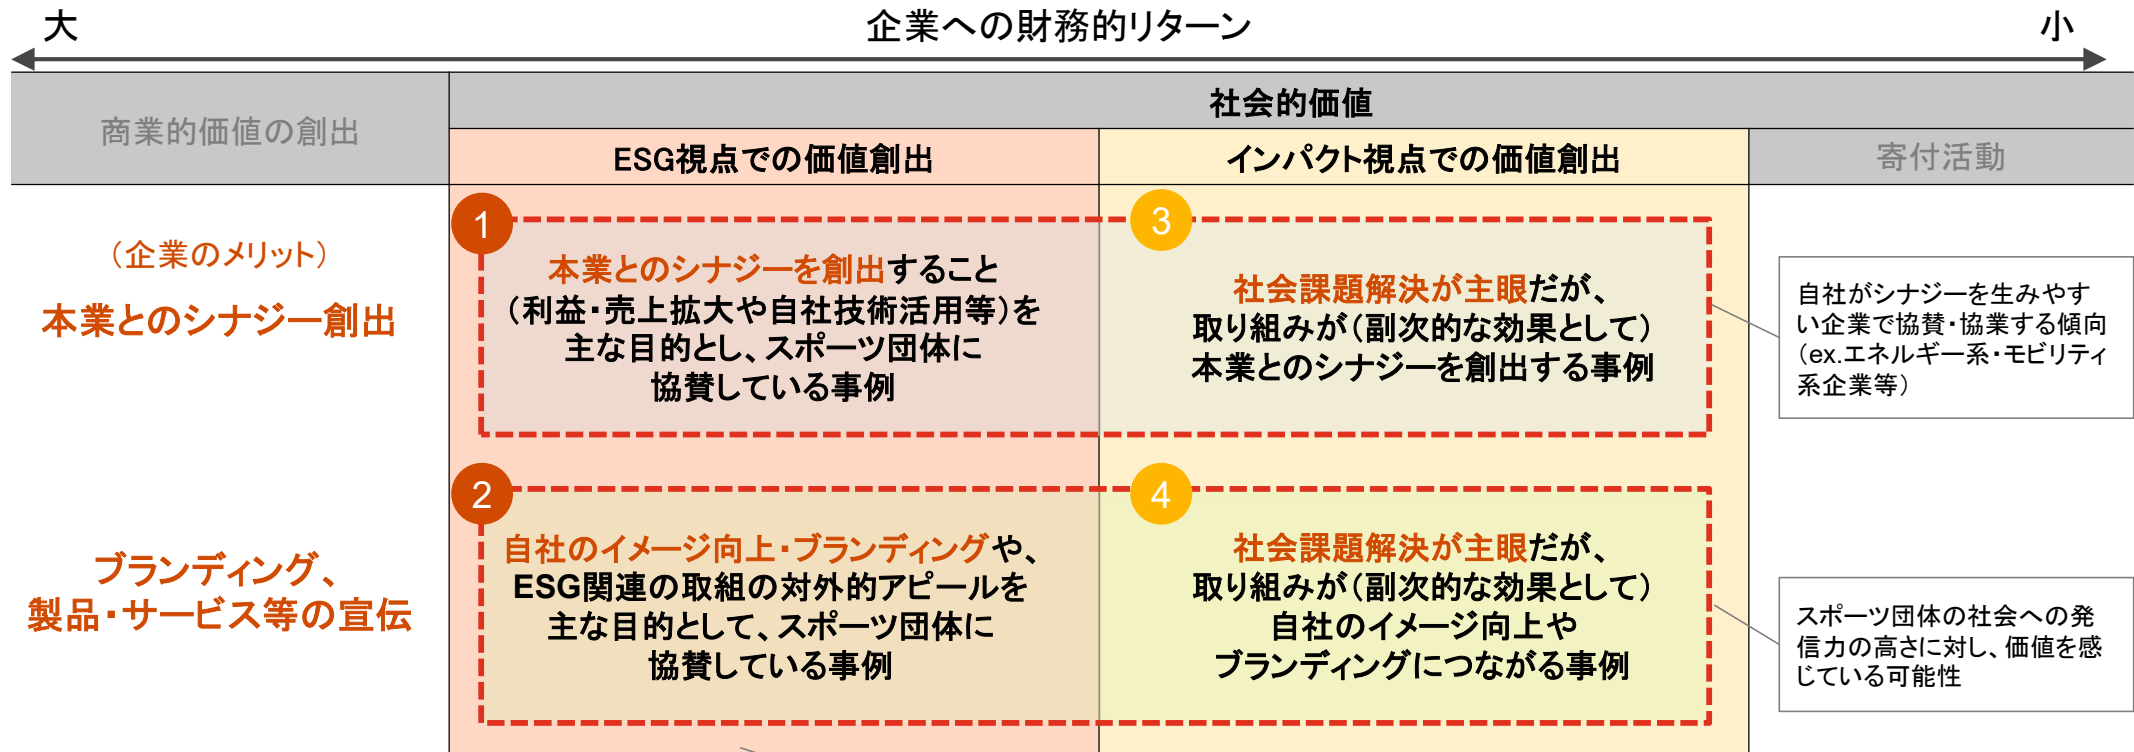 大
企業への財務的リターン
小
商業的価値の創出
社会的価値
ESG視点での価値創出
インパクト視点での価値創出
寄付活動
（企業のメリット）
本業とのシナジー創出
1
本業とのシナジーを創出すること
（利益・売上拡大や自社技術活用等）を
主な目的とし、スポーツ団体に
協賛している事例
3
社会課題解決が主眼だが、
取り組みが（副次的な効果として）
本業とのシナジーを創出する事例
自社がシナジーを生みやす
い企業で協賛・協業する傾向
（ex.エネルギー系・モビリティ
系企業等）
ブランディング、
製品・サービス等の宣伝
2
自社のイメージ向上・ブランディングや、
ESG関連の取組の対外的アピールを
主な目的として、スポーツ団体に
協賛している事例
4
社会課題解決が主眼だが、
取り組みが（副次的な効果として）
自社のイメージ向上や
ブランディングにつながる事例
スポーツ団体の社会への発
信力の高さに対し、価値を感
じている可能性